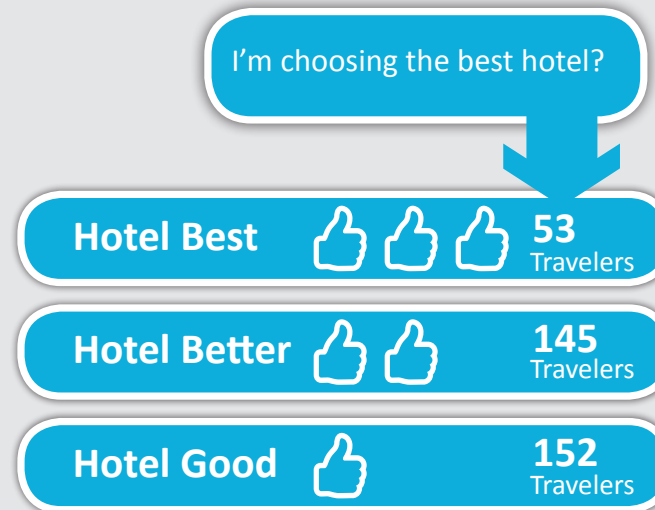 I'm choosing the best hotel?
Hotel Best
53
Travelers
Hotel Better
145
Travelers
Hotel Good
152
Travelers